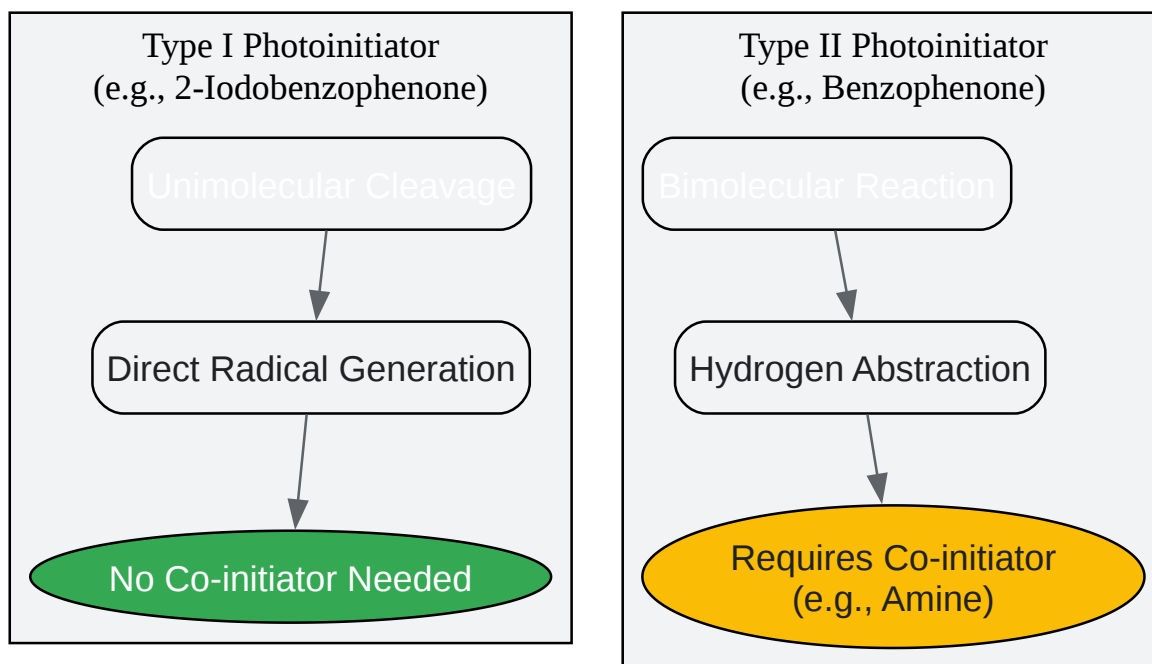 Type I Photoinitiator
(e.g., 2-Iodobenzophenone)
Unimolecular Cleavage
Direct Radical Generation
No Co-initiator Needed
Type II Photoinitiator
(e.g., Benzophenone)
Bimolecular Reaction
Hydrogen Abstraction
Requires Co-initiator
(e.g., Amine)